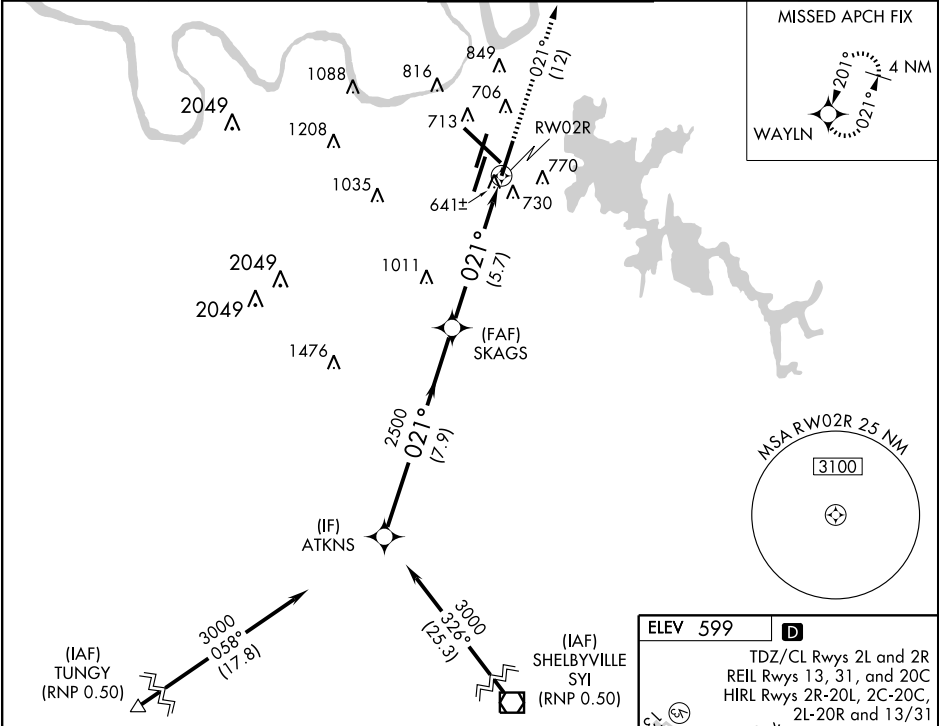 MISSED APCH FIX
201°
4 NM
021°
WAYLN
021°
(12)
849
1088
816
706
2049
713
1208
RW02R
770
1035
641±
730
021°
(5.7)
2049
1011
2049
(FAF)
SKAGS
1476
2500
021°
(7.9)
MSA RW02R 25 NM
3100
(IF)
ATKNS
3000
058°
(17.8)
3000
326°
(25.3)
(IAF)
TUNGY
(RNP 0.50)
(IAF)
SHELBYVILLE
SYI
(RNP 0.50)
ELEV 599
D
TDZ/CL Rwys 2L and 2R
REIL Rwys 13, 31, and 20C
HIRL Rwys 2R-20L, 2C-20C,
2L-20R and 13/31